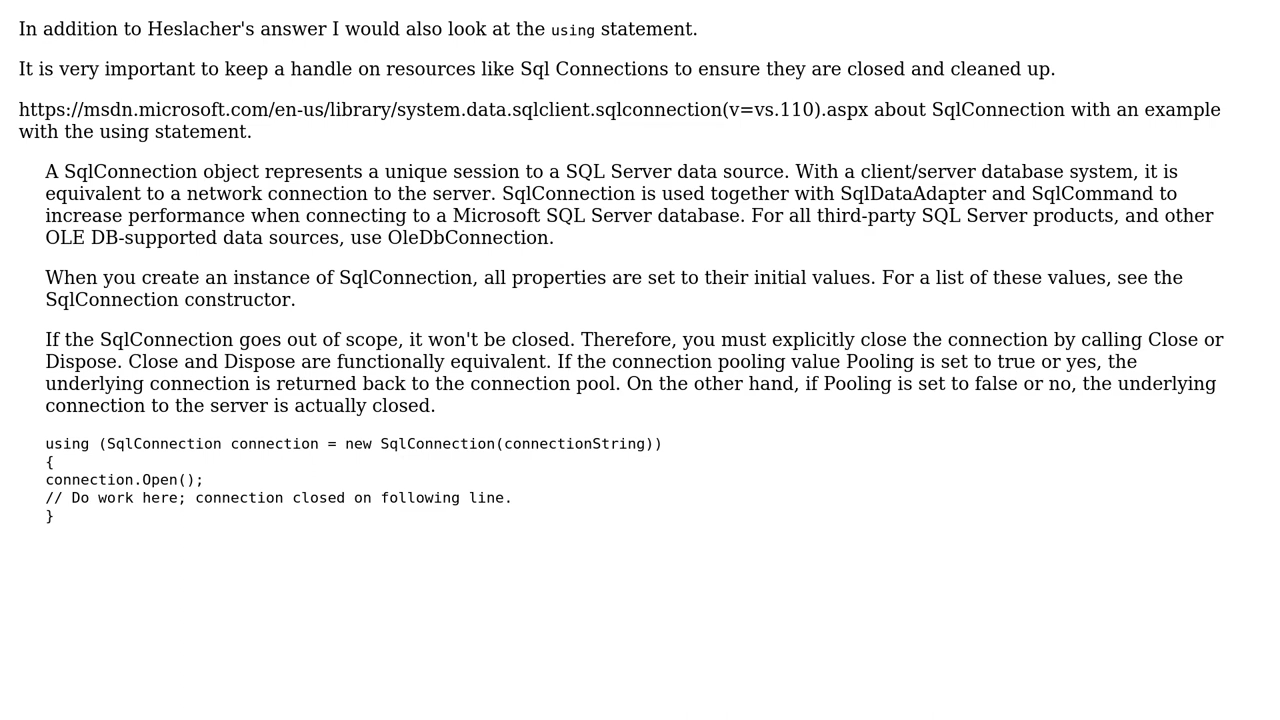 In addition to Heslacher's answer I would also look at the using statement.
It is very important to keep a handle on resources like Sql Connections to ensure they are closed and cleaned up.
https://msdn.microsoft.com/en-us/library/system.data.sqlclient.sqlconnection(v=vs.110).aspx about SqlConnection with an example
with the using statement.
A SqlConnection object represents a unique session to a SQL Server data source. With a client/server database system, it is
equivalent to a network connection to the server. SqlConnection is used together with SqlDataAdapter and SqlCommand to
increase performance when connecting to a Microsoft SQL Server database. For all third-party SQL Server products, and other
OLE DB-supported data sources, use OleDbConnection.
When you create an instance of SqlConnection, all properties are set to their initial values. For a list of these values, see the
SqlConnection constructor.
If the SqlConnection goes out of scope, it won't be closed. Therefore, you must explicitly close the connection by calling Close or
Dispose. Close and Dispose are functionally equivalent. If the connection pooling value Pooling is set to true or yes, the
underlying connection is returned back to the connection pool. On the other hand, if Pooling is set to false or no, the underlying
connection to the server is actually closed.
using (SqlConnection connection = new SqlConnection(connectionString))
{
connection.Open();
// Do work here; connection closed on following line.
}